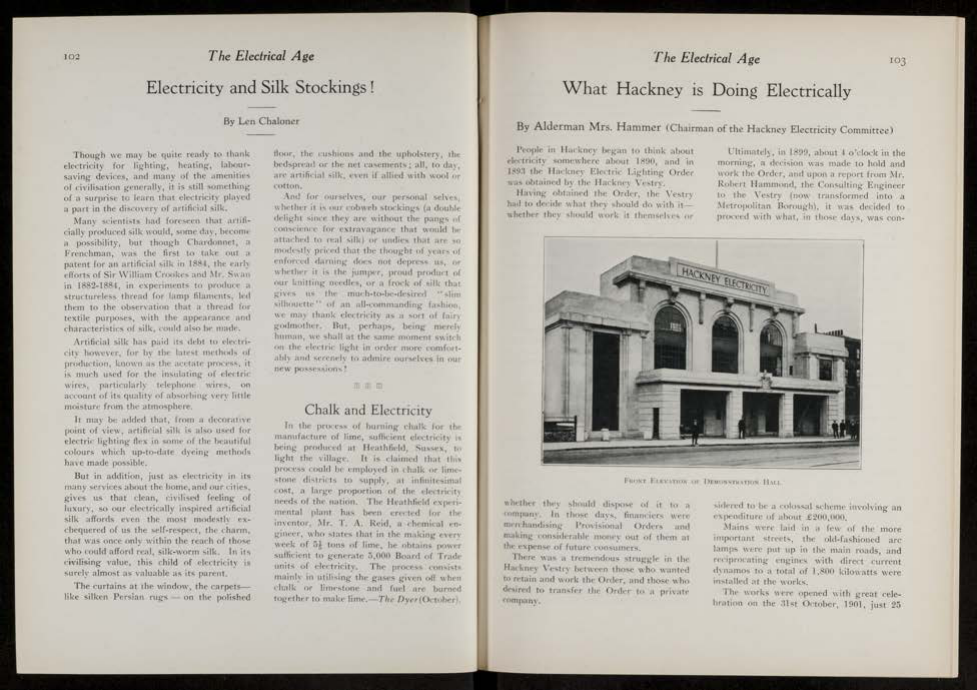 102
The Electrical Age
Electricity and Silk Stockings!
By Len Chaloner
Though we may be quite ready to thank
electricity for lighting, heating, labour-
saving devices, and many of the amenities
of civilisation generally, it is still something
of a surprise to learn that electricity played
a part in the discovery of artificial silk.
Many scientists had foreseen that artifi-
cially produced silk would, some day, become
a possibility, but though Chardonnet, a
Frenchman, was the first to take out a
patent for an artificial silk in 1884, the early
efforts of Sir William Crookes and Mr. Swan
in 1882-1884, in experiments to produce a
structureless thread for lamp filaments, led
them to the observation that a thread for
textile purposes, with the appearance and
characteristics of silk, could also be made.
Artificial silk has paid its debt to electri-
city however, for by the latest methods of
production, known as the acetate process, it
is much used for the insulating of electric
wires, particularly telephone wires, on
account of its quality of absorbing very little
moisture from the atmosphere.
It may be added that, from a decorative
point of view, artificial silk is also used for
electric lighting flex in some of the beautiful
colours which up-to-date dyeing methods
have made possible.
But in addition, just as electricity in its
many services about the home, and our cities,
gives us that clean, civilised feeling of
luxury, so our electrically inspired artificial
silk affords even the most modestly ex-
chequered of us the self-respect, the charm,
that was once only within the reach of those
who could afford real, silk-worm silk. In its
civilising value, this child of electricity is
surely almost as valuable as its parent.
The curtains at the window, the carpets—
like silken Persian rugs — on the polished
floor, the cushions and the upholstery, the
bedspread or the net casements; all, to day,
are artificial silk, even if allied with wool or
cotton.
And for ourselves, our personal selves,
whether it is our cobweb stockings (a double
delight since they are without the pangs of
conscience for extravagance that would be
attached to real silk) or undies that are so
modestly priced that the thought of years of
enforced darning does not depress us, or
whether it is the jumper, proud product of
our knitting needles, or a frock of silk that
gives us the much-to-be-desired "slim
silhouette" of an all-commanding fashion,
we may thank electricity as a sort of fairy
godmother. But, perhaps, being merely
human, we shall at the same moment switch
on the electric light in order more comfort-
ably and serenely to admire ourselves in our
new possessions!
Chalk and Electricity
In the process of burning chalk for the
manufacture of lime, sufficient electricity is
being produced at Heathfield, Sussex, to
light the village. It is claimed that this
process could be employed in chalk or lime-
stone districts to supply, at infinitesimal
cost, a large proportion of the electricity
needs of the nation. The Heathfield experi-
mental plant has been erected for the
inventor, Mr. T. A. Reid, a chemical en-
gineer, who states that in the making every
week of 5½ tons of lime, he obtains power
sufficient to generate 5,000 Board of Trade
units of electricity. The process consists
mainly in utilising the gases given off when
chalk or limestone and fuel are burned
together to make lime.—The Dyer (October).
The Electrical Age
103
What Hackney is Doing Electrically
By Alderman Mrs. Hammer (Chairman of the Hackney Electricity Committee)
People in Hackney began to think about
electricity somewhere about 1890, and in
1893 the Hackney Electric Lighting Order
was obtained by the Hackney Vestry.
Having obtained the Order, the Vestry
had to decide what they should do with it—
whether they should work it themselves or
Ultimately, in 1899, about 4 o'clock in the
morning, a decision was made to hold and
work the Order, and upon a report from Mr.
Robert Hammond, the Consulting Engineer
to the Vestry (now transformed into a
Metropolitan Borough), it was decided to
proceed with what, in those days, was con-
HACKNEY ELECTRICITY
FREE
FRONT ELEVATION OF DEMONSTRATION HALL
whether they should dispose of it to a
company. In those days, financiers were
merchandising Provisional Orders and
making considerable money out of them at
the expense of future consumers.
There was a tremendous struggle in the
Hackney Vestry between those who wanted
to retain and work the Order, and those who
desired to transfer the Order to a private
company.
sidered to be a colossal scheme involving an
expenditure of about £200,000.
Mains were laid in a few of the more
important streets, the old-fashioned arc
lamps were put up in the main roads, and
reciprocating engines with direct current
dynamos to a total of 1,800 kilowatts were
installed at the works.
The works were opened with great cele-
bration on the 31st October, 1901, just 25